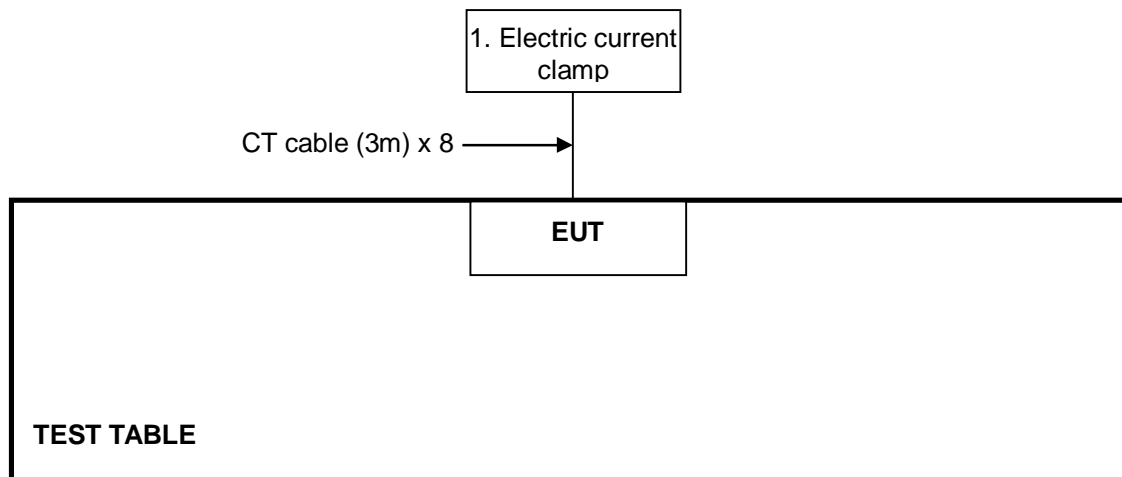 1. Electric current
clamp
CT cable (3m) x 8
EUT
TEST TABLE